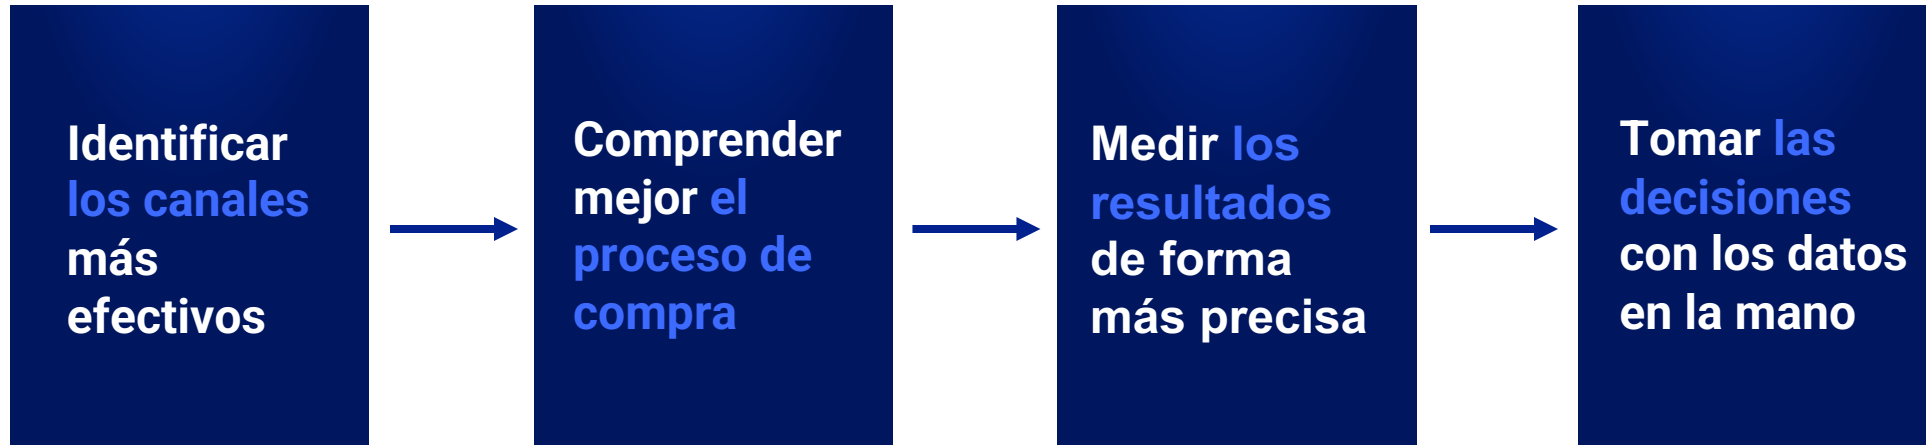 Identificar
los canales
más
efectivos
Comprender
mejor el
proceso de
compra
Medir los
resultados
de forma
más precisa
Tomar las
decisiones
con los datos
en la mano